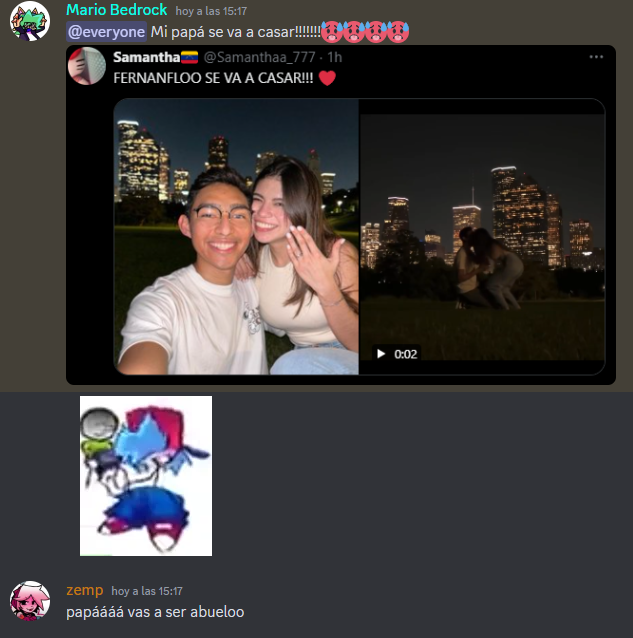 Mario Bedrock hoy a las 15:17
@everyone Mi papá se va a casar!!!!!!!🥵🥵🥵🥵
Samantha🇻🇪 @Samanthaa_777 · 1h
FERNANFLOO SE VA A CASAR!!! ❤️
0:02
zemp hoy a las 15:17
papáááá vas a ser abueloo